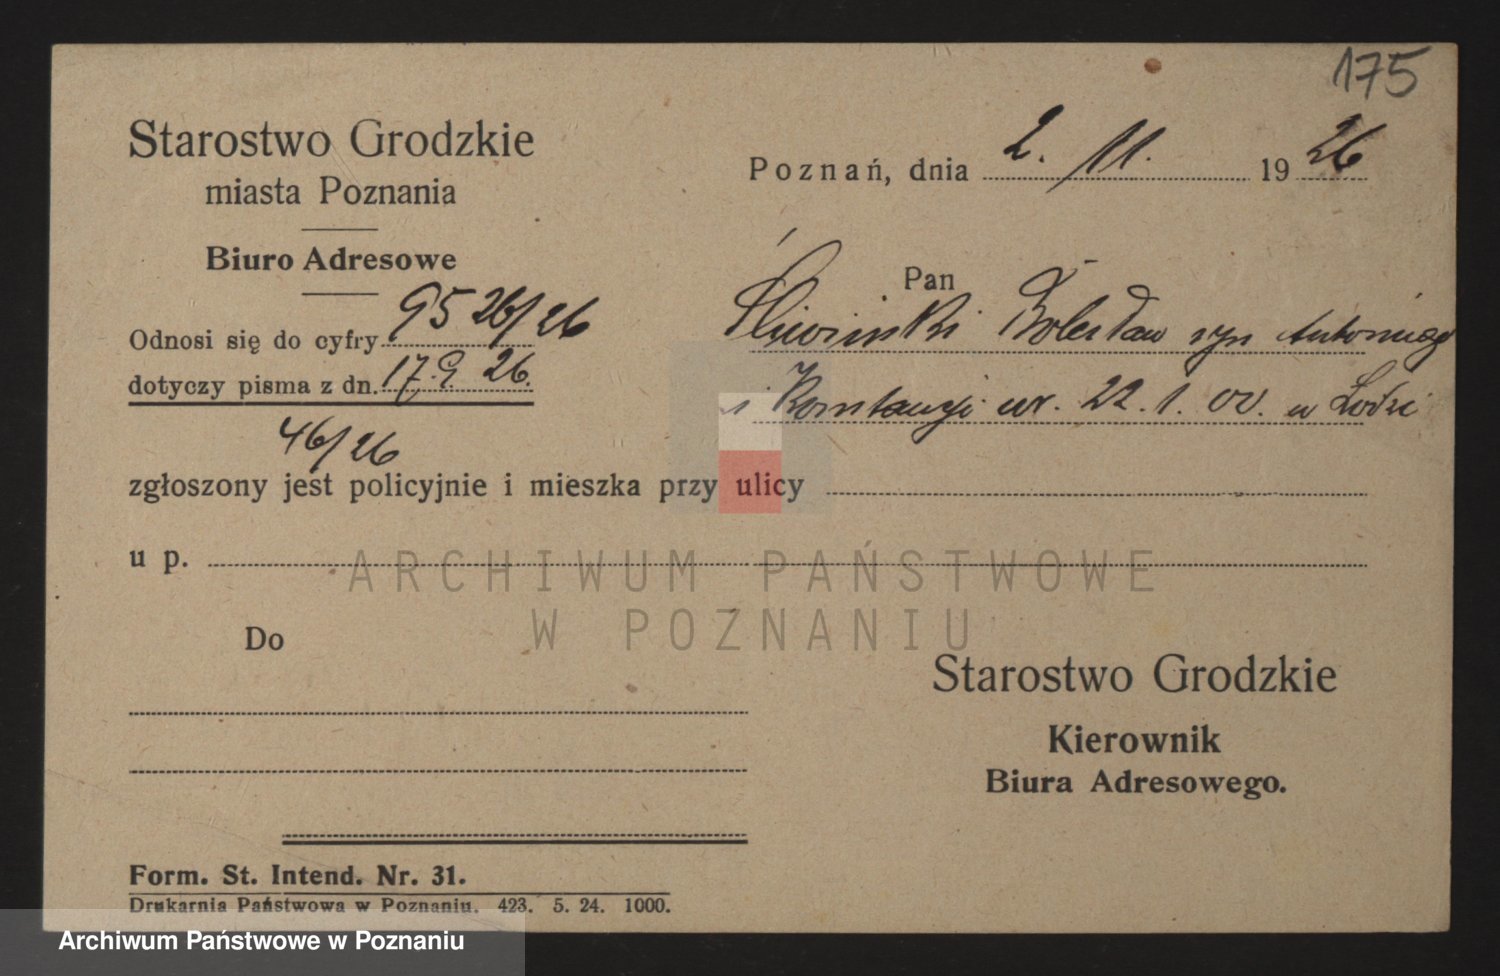 175
Starostwo Grodzkie
miasta Poznania
Biuro Adresowe
Poznań, dnia 2. 11. 1926
Odnosi się do cyfry 9526/26
dotyczy pisma z dn. 17.9. 26.
46/26
Pan
Śliwiński Bolesław syn Antoniego
i Konstancji ur. 22.1.00. w Łodzi
zgłoszony jest policyjnie i mieszka przy ulicy
u p.
ARCHIWUM PAŃSTWOWE
W POZNANIU
Do
Starostwo Grodzkie
Kierownik
Biura Adresowego.
Form. St. Intend. Nr. 31.
Drukarnia Państwowa w Poznaniu. 423. 5. 24. 1000.
Archiwum Państwowe w Poznaniu